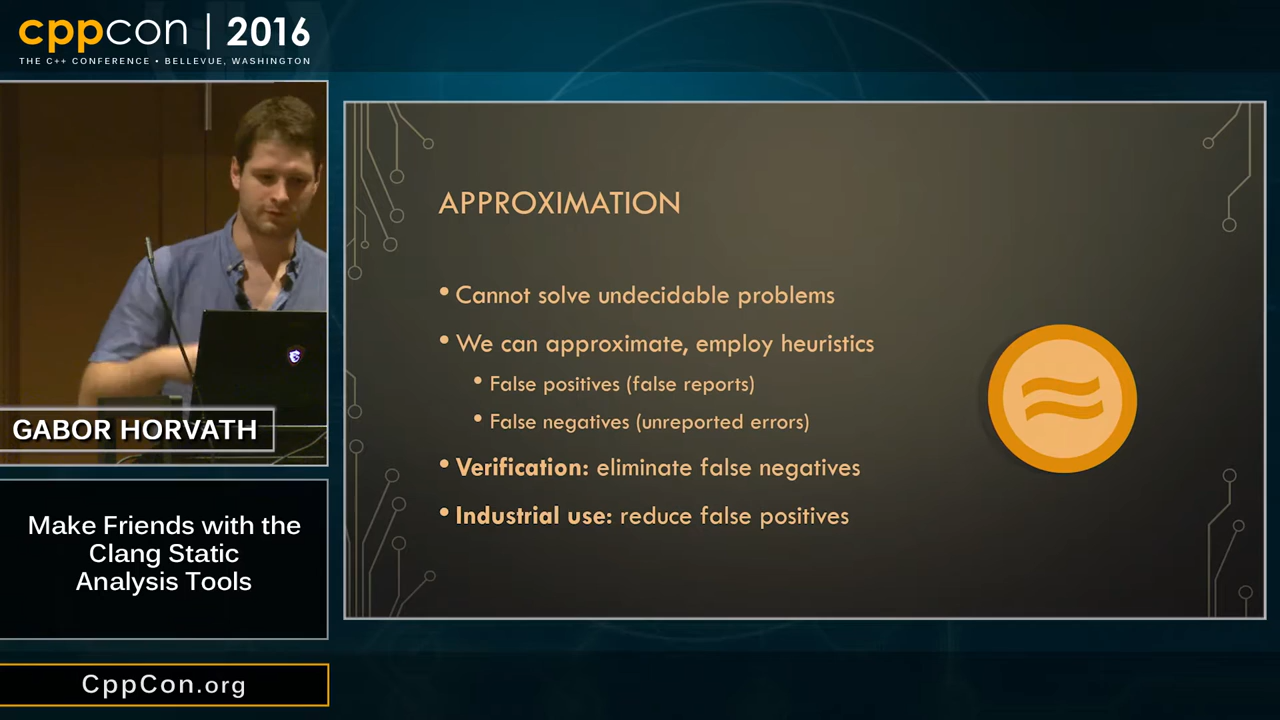 cppcon | 2016
THE C++ CONFERENCE • BELLEVUE, WASHINGTON
GABOR HORVATH
Make Friends with the
Clang Static
Analysis Tools
CppCon.org
APPROXIMATION
• Cannot solve undecidable problems
• We can approximate, employ heuristics
• False positives (false reports)
• False negatives (unreported errors)
• Verification: eliminate false negatives
• Industrial use: reduce false positives